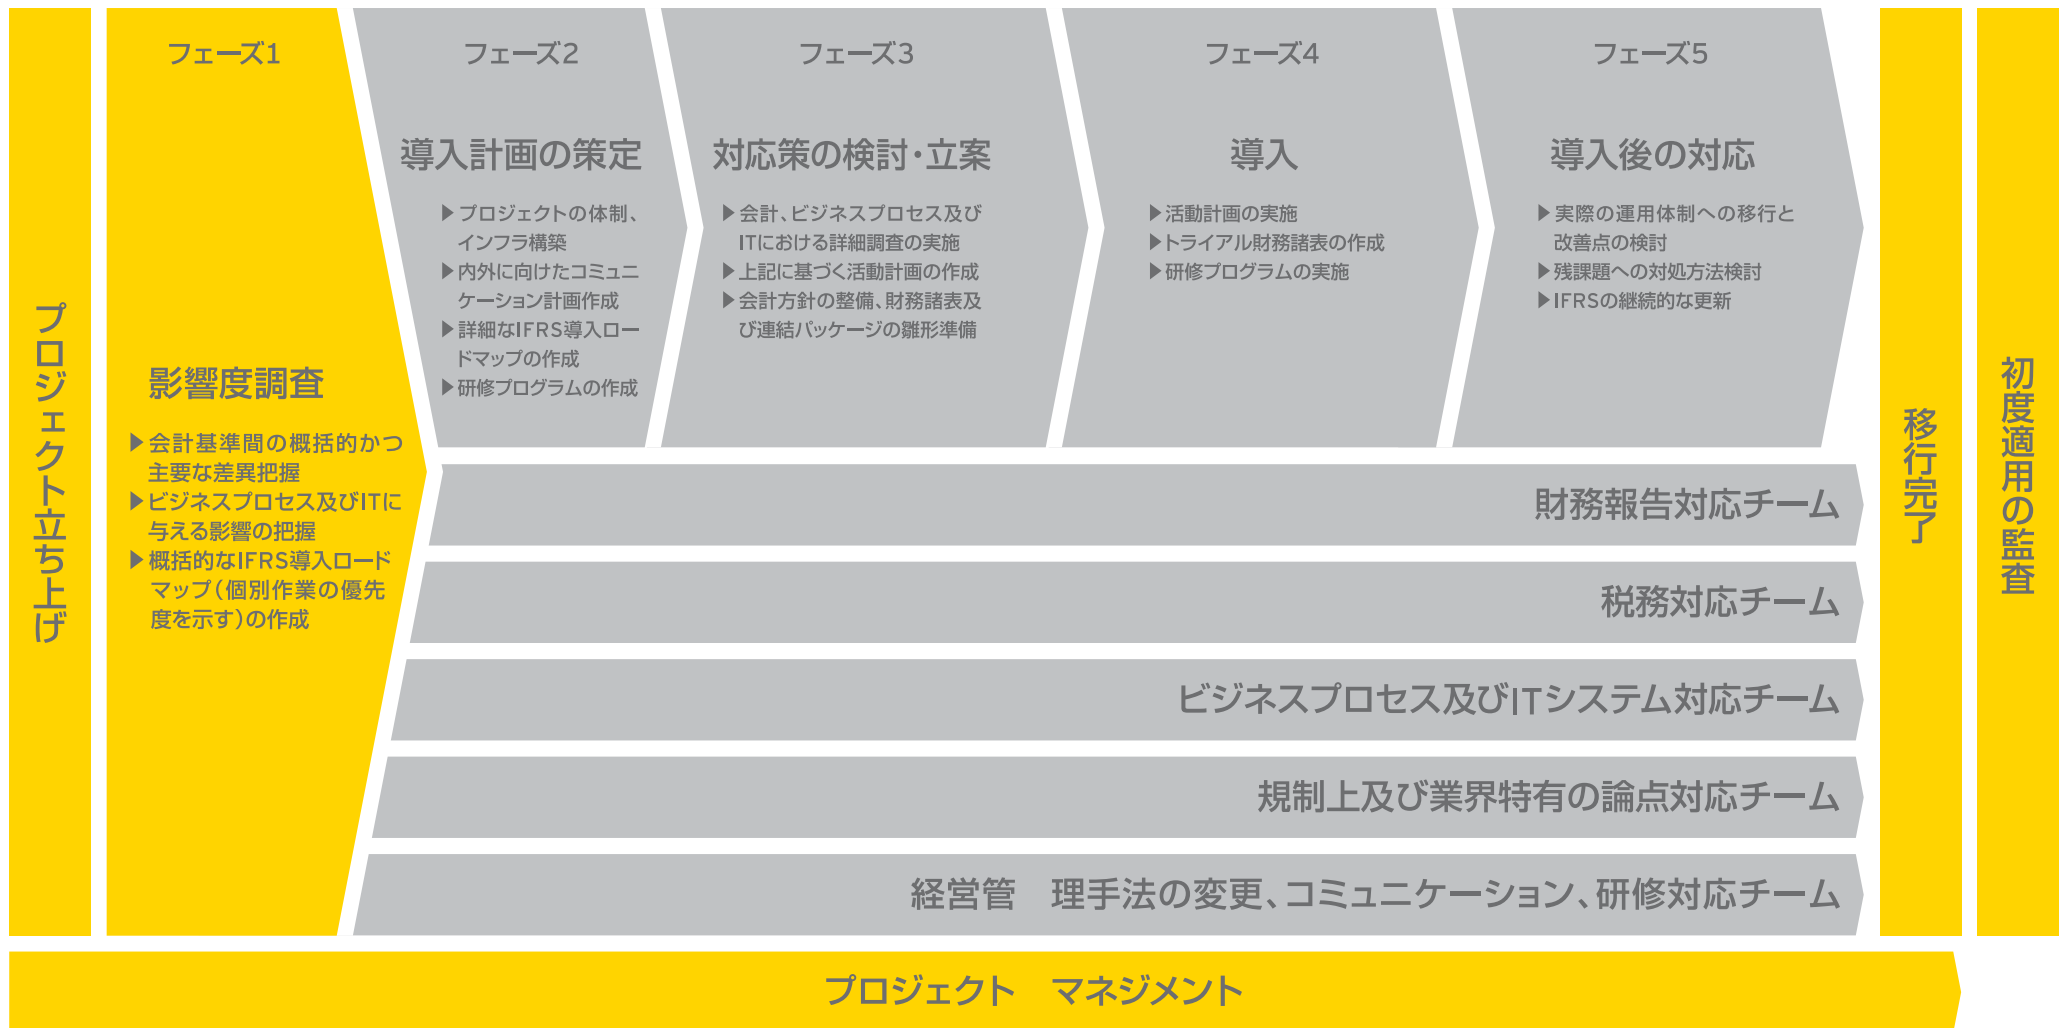 プロジェクト立ち上げ
フェーズ1
影響度調査
▶会計基準間の概括的かつ
主要な差異把握
▶ビジネスプロセス及びITに
与える影響の把握
▶概括的なIFRS導入ロード
マップ(個別作業の優先
度を示す)の作成
フェーズ2
導入計画の策定
▶プロジェクトの体制、
インフラ構築
▶内外に向けたコミュニ
ケーション計画作成
▶詳細なIFRS導入ロー
ドマップの作成
▶研修プログラムの作成
フェーズ3
対応策の検討・立案
▶会計、ビジネスプロセス及び
ITにおける詳細調査の実施
▶上記に基づく活動計画の作成
▶会計方針の整備、財務諸表及
び連結パッケージの雛形準備
フェーズ4
導入
▶活動計画の実施
▶トライアル財務諸表の作成
▶研修プログラムの実施
フェーズ5
導入後の対応
▶実際の運用体制への移行と
改善点の検討
▶残課題への対処方法検討
▶IFRSの継続的な更新
財務報告対応チーム
税務対応チーム
ビジネスプロセス及びITシステム対応チーム
規制上及び業界特有の論点対応チーム
経営管　理手法の変更、コミュニケーション、研修対応チーム
移行完了
初度適用の監査
プロジェクト　マネジメント